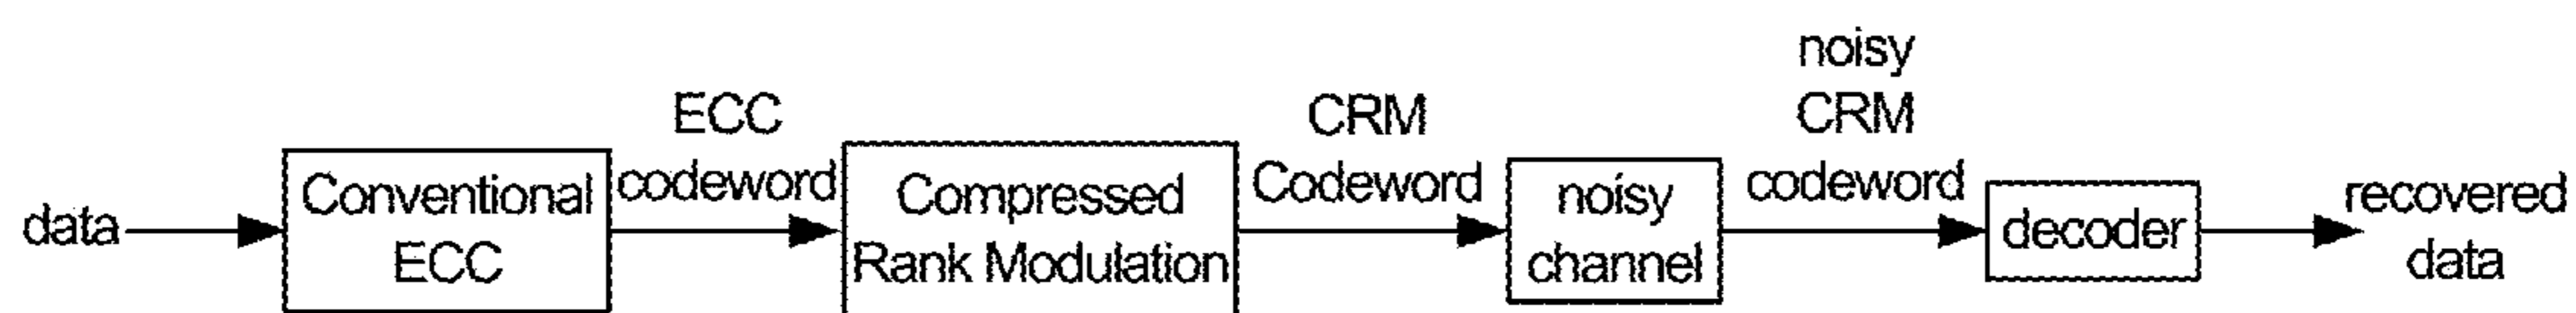 data
Conventional
ECC
ECC
codeword
Compressed
Rank Modulation
CRM
Codeword
noisy
channel
noisy
CRM
codeword
decoder
recovered
data